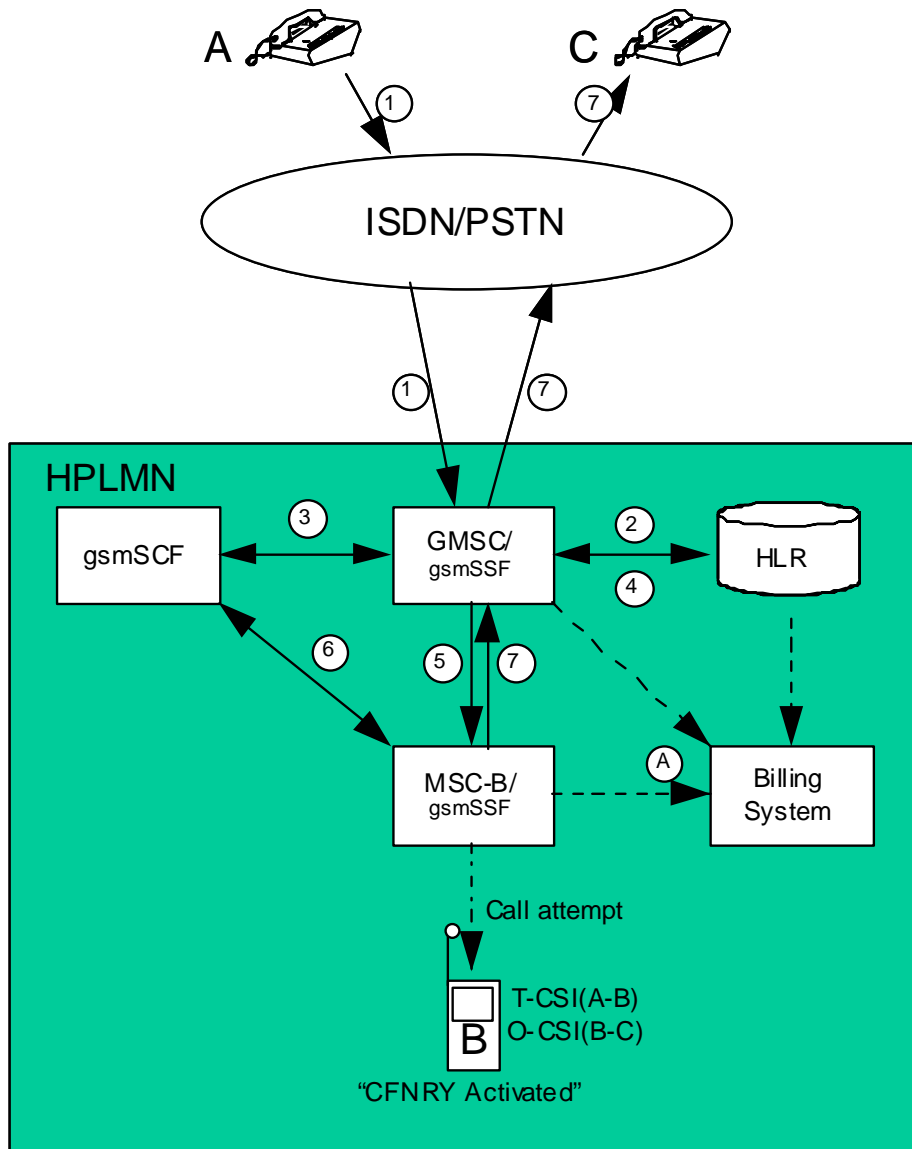 A
C
1
7
ISDN/PSTN
1
7
HPLMN
gsmSCF
3
GMSC/
gsmSSF
2
4
HLR
6
5
7
MSC-B/
gsmSSF
A
Billing
System
Call attempt
T-CSI(A-B)
O-CSI(B-C)
B
“CFNRY Activated”